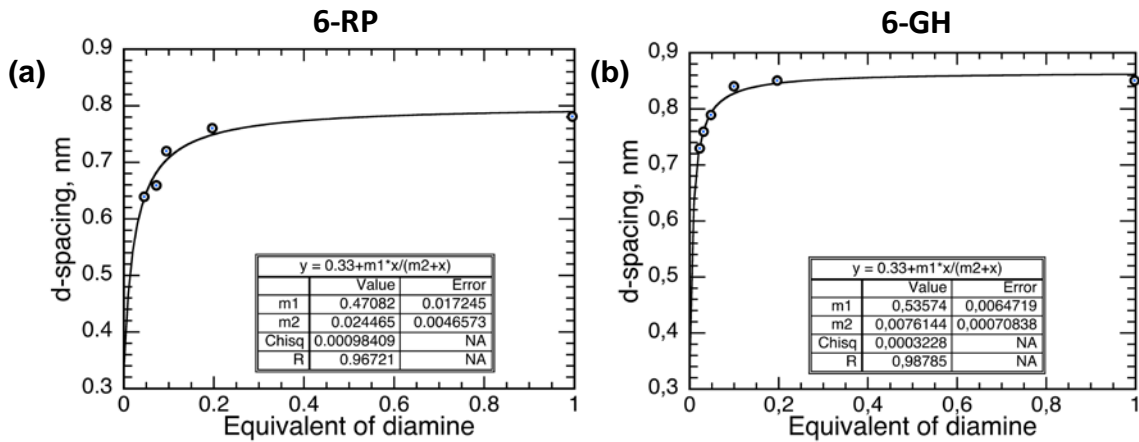 6-RP
6-GH
(a)
0.9
0.8
0.7
0.6
0.5
0.4
0.3
d-spacing, nm
0 0.2 0.4 0.6 0.8 1
Equivalent of diamine
y = 0.33+m1*x/(m2+x)
Value Error
m1 0.47082 0.017245
m2 0.024465 0.0046573
Chisq 0.00098409 NA
R 0.96721 NA
(b)
0,9
0,8
0,7
0,6
0,5
0,4
0,3
d-spacing, nm
0 0,2 0,4 0,6 0,8 1
Equivalent of diamine
y = 0.33+m1*x/(m2+x)
Value Error
m1 0,53574 0,0064719
m2 0,0076144 0,00070838
Chisq 0,0003228 NA
R 0,98785 NA